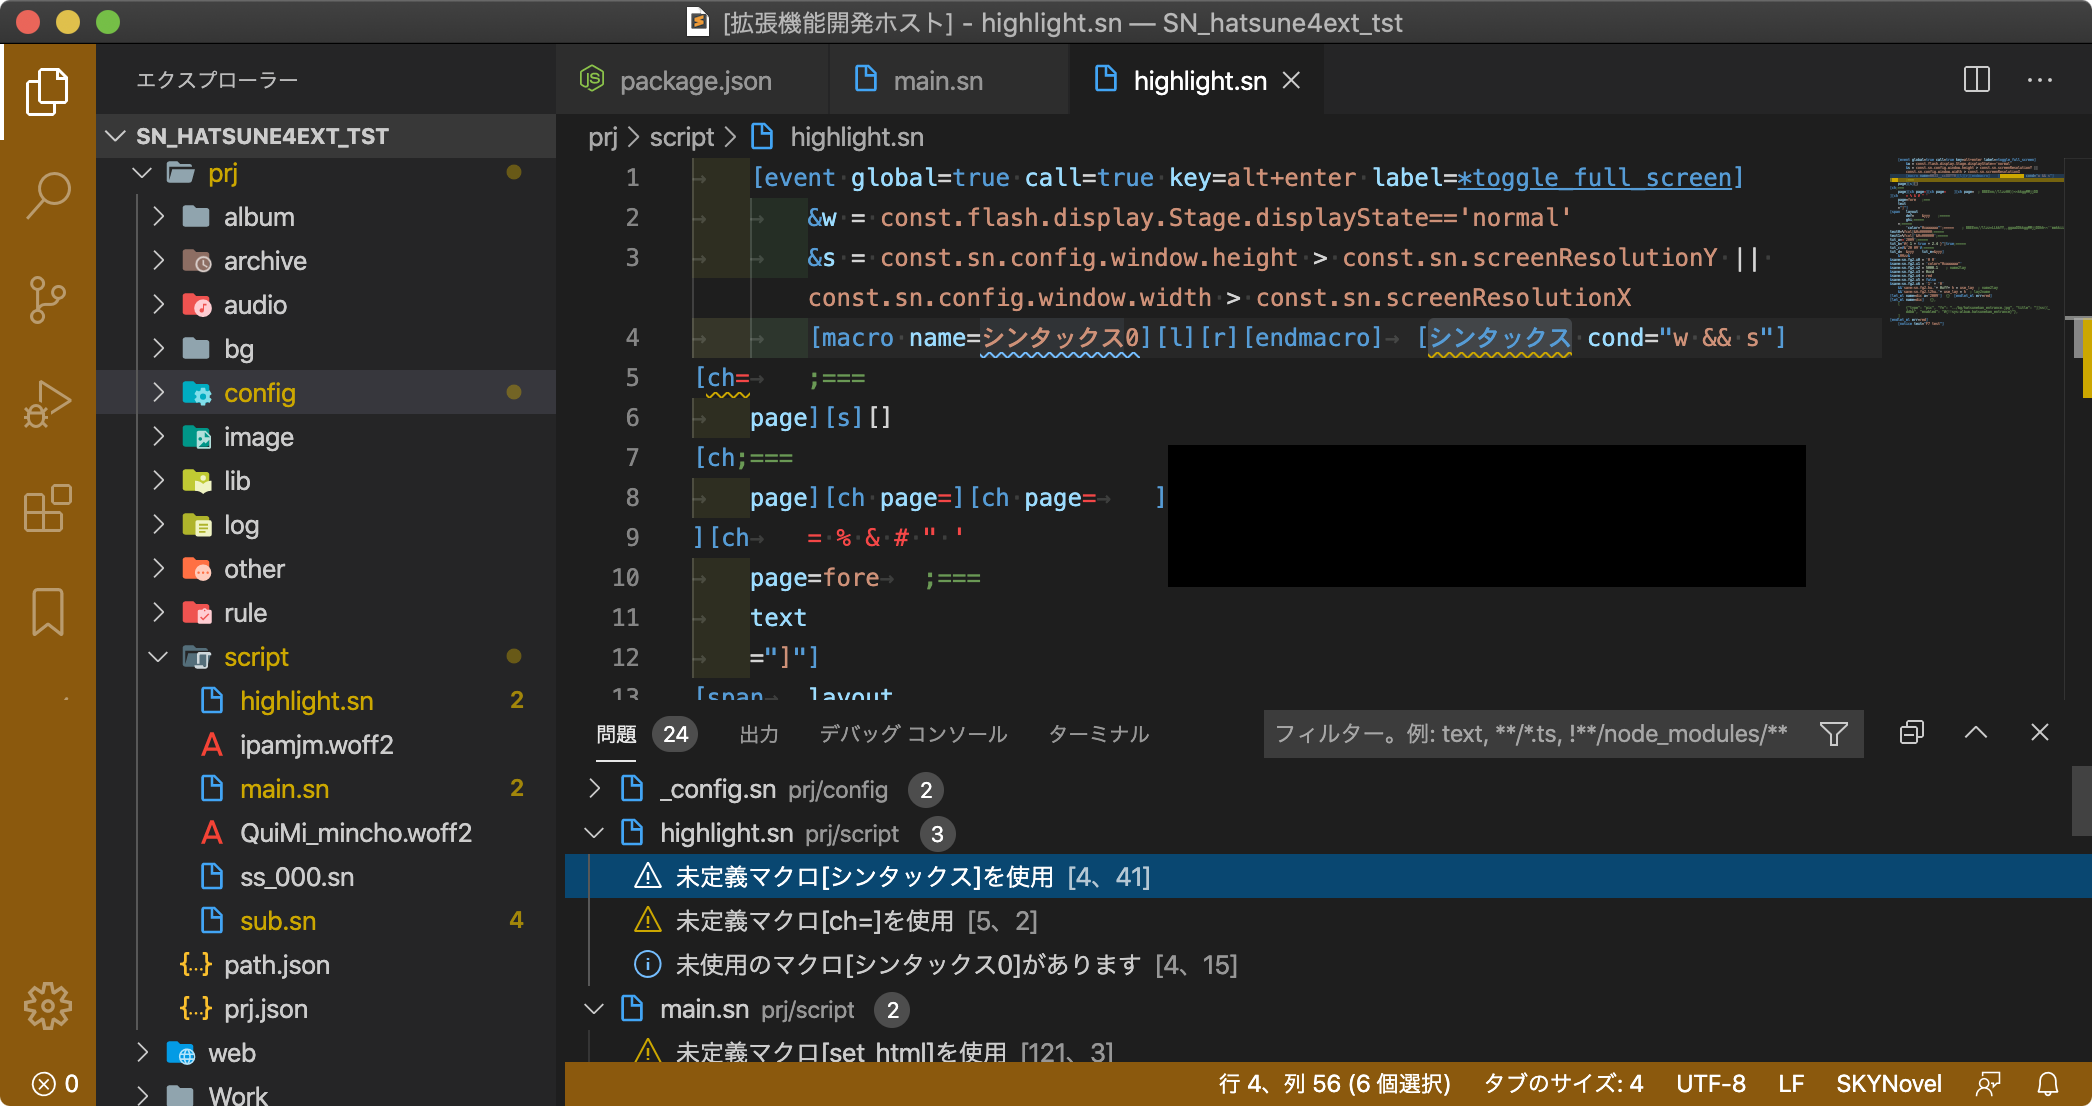 [拡張機能開発ホスト] - highlight.sn — SN_hatsune4ext_tst
エクスプローラー
package.json
main.sn
highlight.sn
SN_HATSUNE4EXT_TST
prj
album
archive
audio
bg
config
image
lib
log
other
rule
script
highlight.sn 2
ipamjm.woff2
main.sn 2
QuiMi_mincho.woff2
ss_000.sn
sub.sn 4
path.json
prj.json
web
Work
prj > script > highlight.sn
1 [event global=true call=true key=alt+enter label=*toggle_full_screen]
2 &w = const.flash.display.Stage.displayState=='normal'
3 &s = const.sn.config.window.height > const.sn.screenResolutionY ||
const.sn.config.window.width > const.sn.screenResolutionX
4 [macro name=シンタックス0][l][r][endmacro] [シンタックス cond="w && s"]
5 [ch= ;===
6 page][s][]
7 [ch;===
8 page][ch page=][ch page= ]
9 ][ch = % & # " '
10 page=fore ;===
11 text
12 ="]"]
13 [span layout
問題 24 出力 デバッグ コンソール ターミナル
フィルター。例: text, **/*.ts, !**/node_modules/**
_config.sn prj/config 2
highlight.sn prj/script 3
未定義マクロ[シンタックス]を使用 [4、41]
未定義マクロ[ch=]を使用 [5、2]
未使用のマクロ[シンタックス0]があります [4、15]
main.sn prj/script 2
未定義マクロ[set_html]を使用 [121、3]
0 行 4、列 56 (6 個選択) タブのサイズ: 4 UTF-8 LF SKYNovel